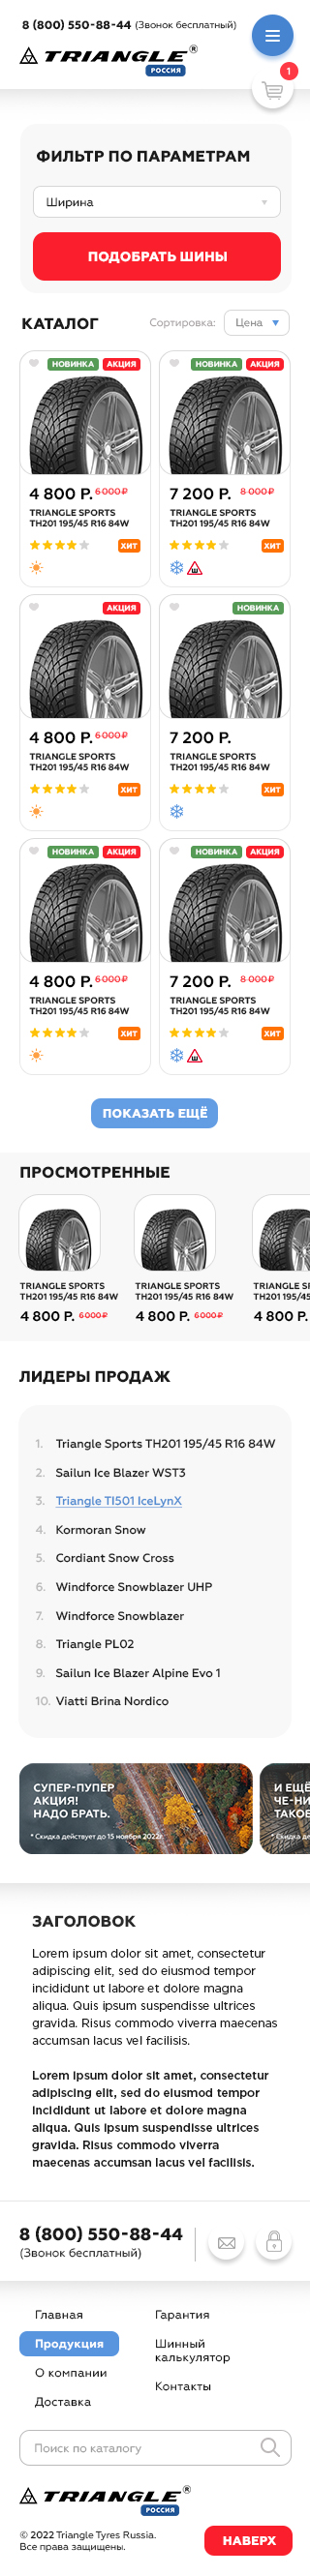 8 (800) 550-88-44 (Звонок бесплатный)
TRIANGLE®
РОССИЯ
1
ФИЛЬТР ПО ПАРАМЕТРАМ
Ширина
ПОДОБРАТЬ ШИНЫ
КАТАЛОГ
Сортировка:
Цена
НОВИНКА АКЦИЯ
4 800 Р. 6 000 ₽
TRIANGLE SPORTS
TH201 195/45 R16 84W
ХИТ
НОВИНКА АКЦИЯ
7 200 Р. 8 000 ₽
TRIANGLE SPORTS
TH201 195/45 R16 84W
ХИТ
АКЦИЯ
4 800 Р. 6 000 ₽
TRIANGLE SPORTS
TH201 195/45 R16 84W
ХИТ
НОВИНКА
7 200 Р.
TRIANGLE SPORTS
TH201 195/45 R16 84W
ХИТ
НОВИНКА АКЦИЯ
4 800 Р. 6 000 ₽
TRIANGLE SPORTS
TH201 195/45 R16 84W
ХИТ
НОВИНКА АКЦИЯ
7 200 Р. 8 000 ₽
TRIANGLE SPORTS
TH201 195/45 R16 84W
ХИТ
ПОКАЗАТЬ ЕЩЁ
ПРОСМОТРЕННЫЕ
TRIANGLE SPORTS
TH201 195/45 R16 84W
4 800 Р. 6 000 ₽
TRIANGLE SPORTS
TH201 195/45 R16 84W
4 800 Р. 6 000 ₽
TRIANGLE SP
TH201 195/45
4 800 Р.
ЛИДЕРЫ ПРОДАЖ
1. Triangle Sports TH201 195/45 R16 84W
2. Sailun Ice Blazer WST3
3. Triangle TI501 IceLynX
4. Kormoran Snow
5. Cordiant Snow Cross
6. Windforce Snowblazer UHP
7. Windforce Snowblazer
8. Triangle PL02
9. Sailun Ice Blazer Alpine Evo 1
10. Viatti Brina Nordico
СУПЕР-ПУПЕР
АКЦИЯ!
НАДО БРАТЬ.
* Скидка действует до 15 ноября 2022г
И ЕЩЁ
ЧЕ-НИ
ТАКОЕ
* Скидка де
ЗАГОЛОВОК
Lorem ipsum dolor sit amet, consectetur
adipiscing elit, sed do eiusmod tempor
incididunt ut labore et dolore magna
aliqua. Quis ipsum suspendisse ultrices
gravida. Risus commodo viverra maecenas
accumsan lacus vel facilisis.
Lorem ipsum dolor sit amet, consectetur
adipiscing elit, sed do eiusmod tempor
incididunt ut labore et dolore magna
aliqua. Quis ipsum suspendisse ultrices
gravida. Risus commodo viverra
maecenas accumsan lacus vel facilisis.
8 (800) 550-88-44
(Звонок бесплатный)
Главная
Продукция
О компании
Доставка
Гарантия
Шинный
калькулятор
Контакты
Поиск по каталогу
TRIANGLE®
РОССИЯ
© 2022 Triangle Tyres Russia.
Все права защищены.
НАВЕРХ